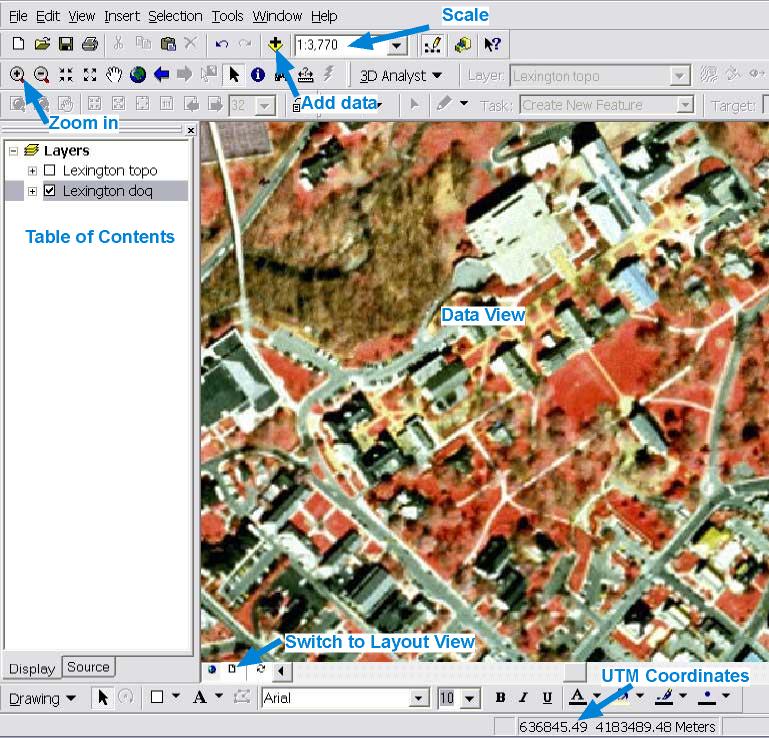 File Edit View Insert Selection Tools Window Help
Scale
1:3,770
3D Analyst Layer: Lexington topo
Add data
32 Task: Create New Feature Target:
Zoom in
Layers
Lexington topo
Lexington doq
Table of Contents
Data View
Switch to Layout View
Display Source
UTM Coordinates
Drawing A Arial 10 B I U A
636845.49 4183489.48 Meters